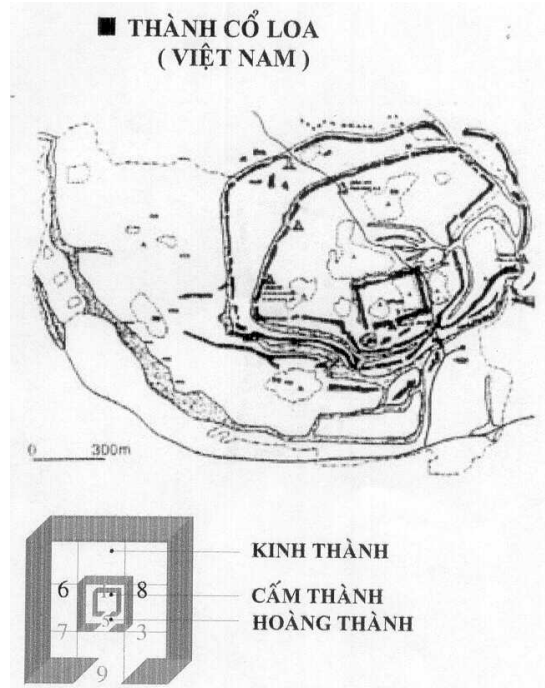 ■ THÀNH CỔ LOA
( VIỆT NAM )
0 300m
KINH THÀNH
6 1 8
CẤM THÀNH
5 HOÀNG THÀNH
7 3
9